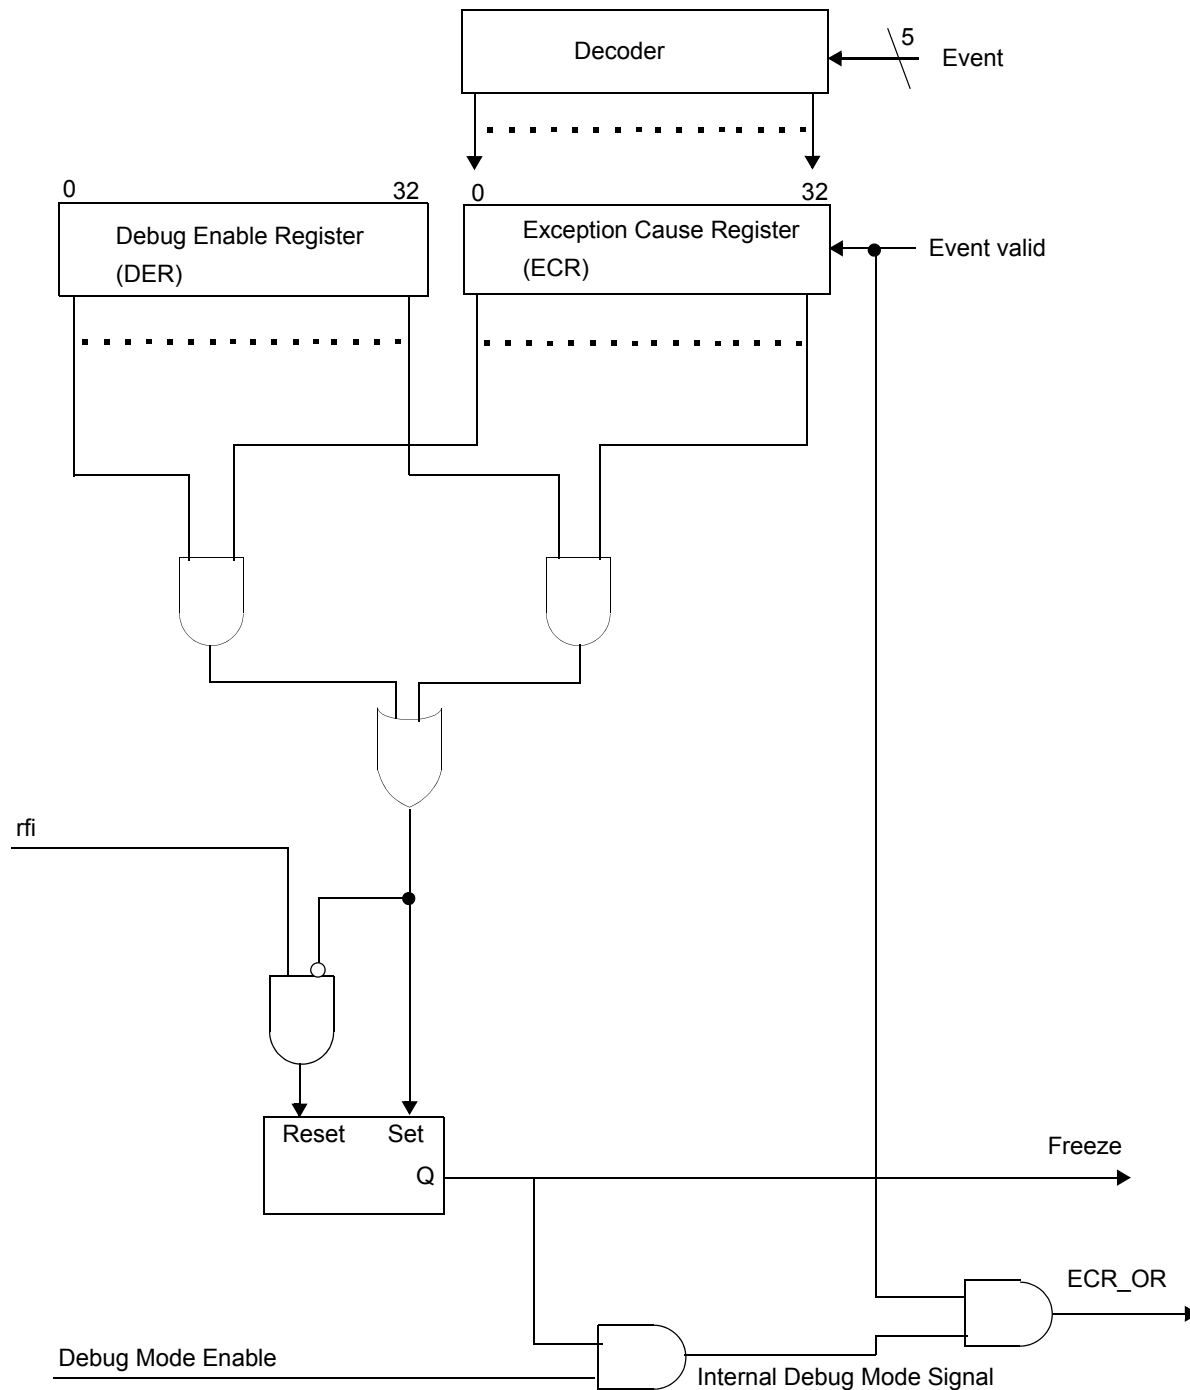 5
Decoder
Event
0
32
0
32
Debug Enable Register
(DER)
Exception Cause Register
(ECR)
Event valid
rfi
Reset
Set
Q
Freeze
ECR_OR
Debug Mode Enable
Internal Debug Mode Signal